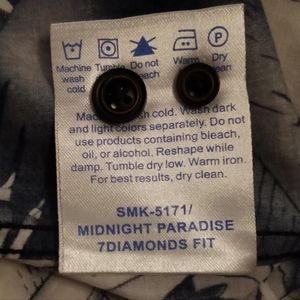 P
Machine Tumble Do not Warm Dry
wash bleach clean
cold
cold. Wash dark
and light colors separately. Do not
use products containing bleach,
oil, or alcohol. Reshape while
damp. Tumble dry low. Warm iron.
For best results, dry clean.
SMK-5171/
MIDNIGHT PARADISE
7DIAMONDS FIT